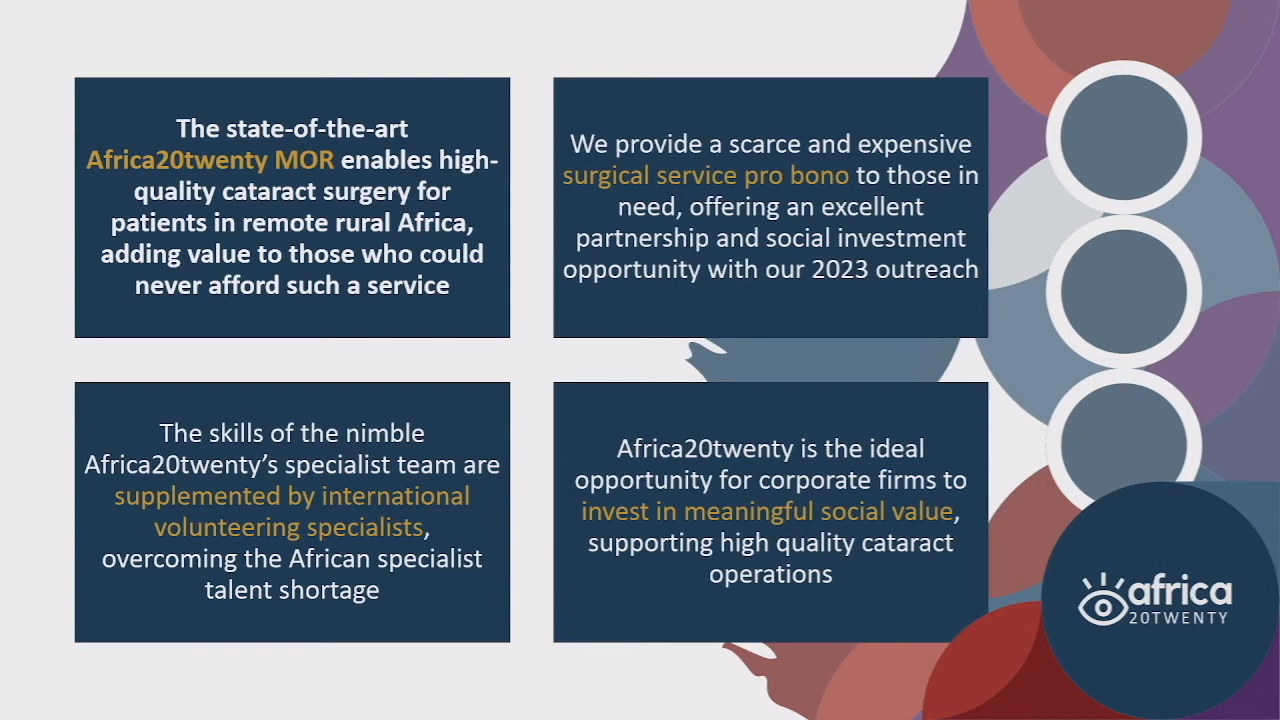 The state-of-the-art
Africa20twenty MOR enables high-
quality cataract surgery for
patients in remote rural Africa,
adding value to those who could
never afford such a service
We provide a scarce and expensive
surgical service pro bono to those in
need, offering an excellent
partnership and social investment
opportunity with our 2023 outreach
The skills of the nimble
Africa20twenty’s specialist team are
supplemented by international
volunteering specialists,
overcoming the African specialist
talent shortage
Africa20twenty is the ideal
opportunity for corporate firms to
invest in meaningful social value,
supporting high quality cataract
operations
africa
20TWENTY